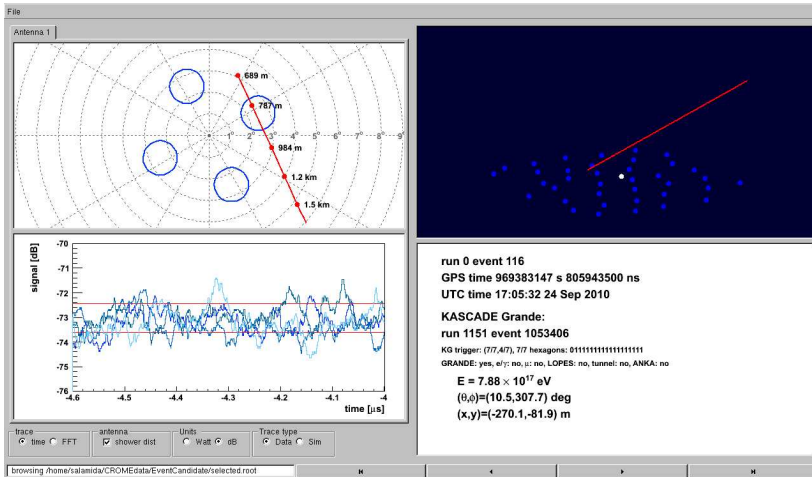 File
Antenna 1
689 m
787 m
1° 2° 3° 4° 5° 6° 7° 8° 9°
984 m
1.2 km
1.5 km
signal [dB]
-70
-71
-72
-73
-74
-75
-76
-4.6 -4.5 -4.4 -4.3 -4.2 -4.1 -4
time [μs]
run 0 event 116
GPS time 969383147 s 805943500 ns
UTC time 17:05:32 24 Sep 2010
KASCADE Grande:
run 1151 event 1053406
KG trigger: (7/7,4/7), 7/7 hexagons: 0111111111111111111
GRANDE: yes, e/γ: no, μ: no, LOPES: no, tunnel: no, ANKA: no
E = 7.88 × 10¹⁷ eV
(θ,ϕ)=(10.5,307.7) deg
(x,y)=(-270.1,-81.9) m
trace antenna Units Trace type
time FFT shower dist Watt dB Data Sim
browsing /home/salamida/CROMEdata/EventCandidate/selected.root